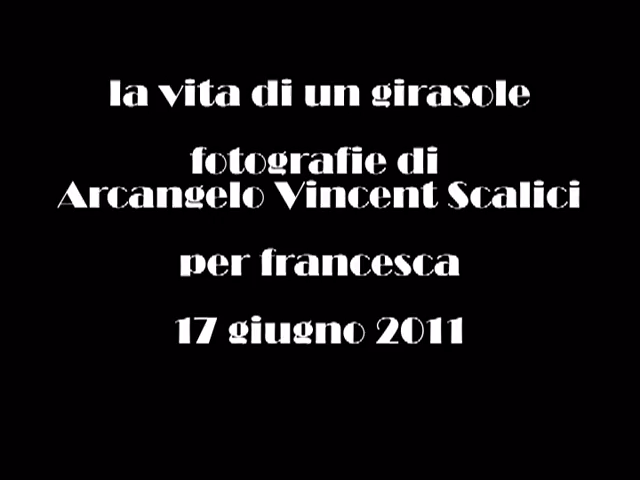 la vita di un girasole
fotografie di
Arcangelo Vincent Scalici
per francesca
17 giugno 2011